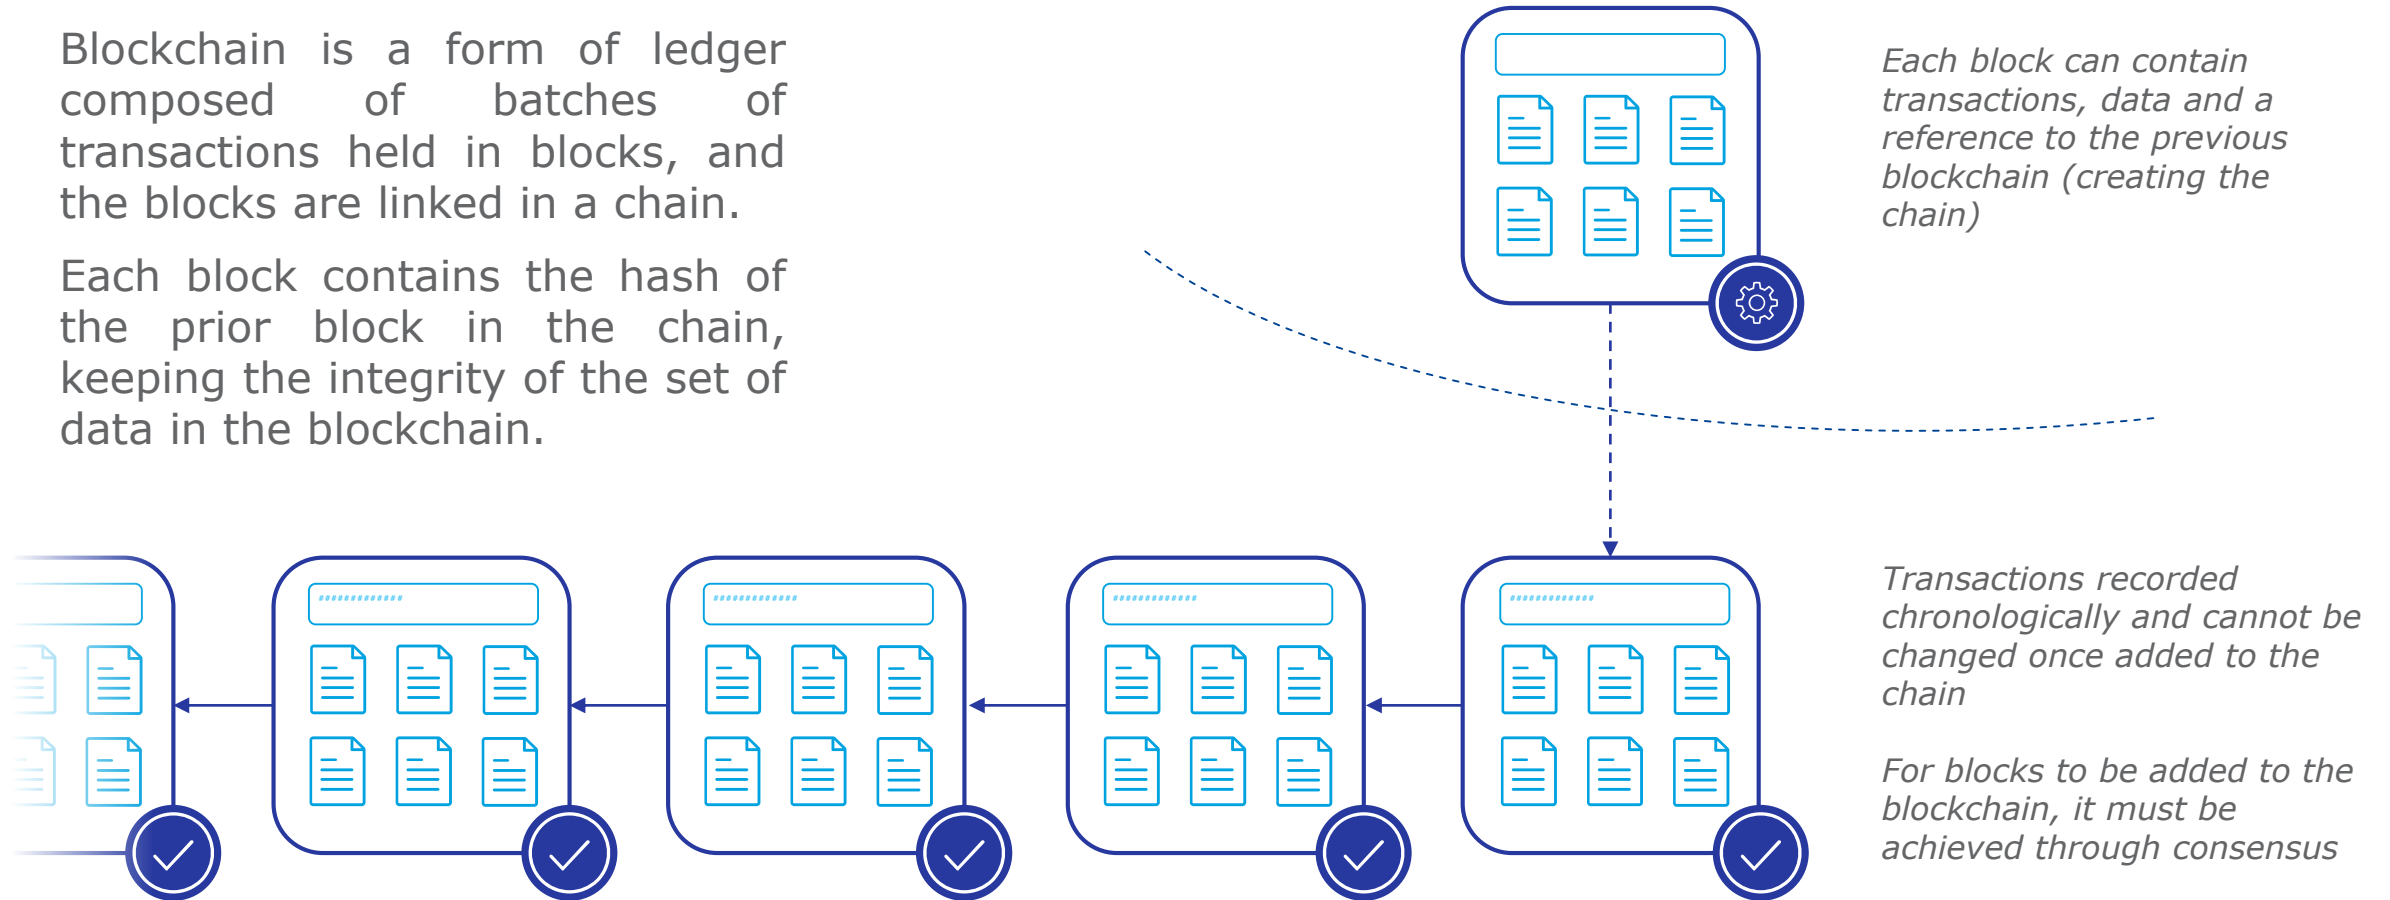 Blockchain is a form of ledger
composed of batches of
transactions held in blocks, and
the blocks are linked in a chain.
Each block contains the hash of
the prior block in the chain,
keeping the integrity of the set of
data in the blockchain.
Each block can contain
transactions, data and a
reference to the previous
blockchain (creating the
chain)
#############
#############
#############
#############
Transactions recorded
chronologically and cannot be
changed once added to the
chain
For blocks to be added to the
blockchain, it must be
achieved through consensus